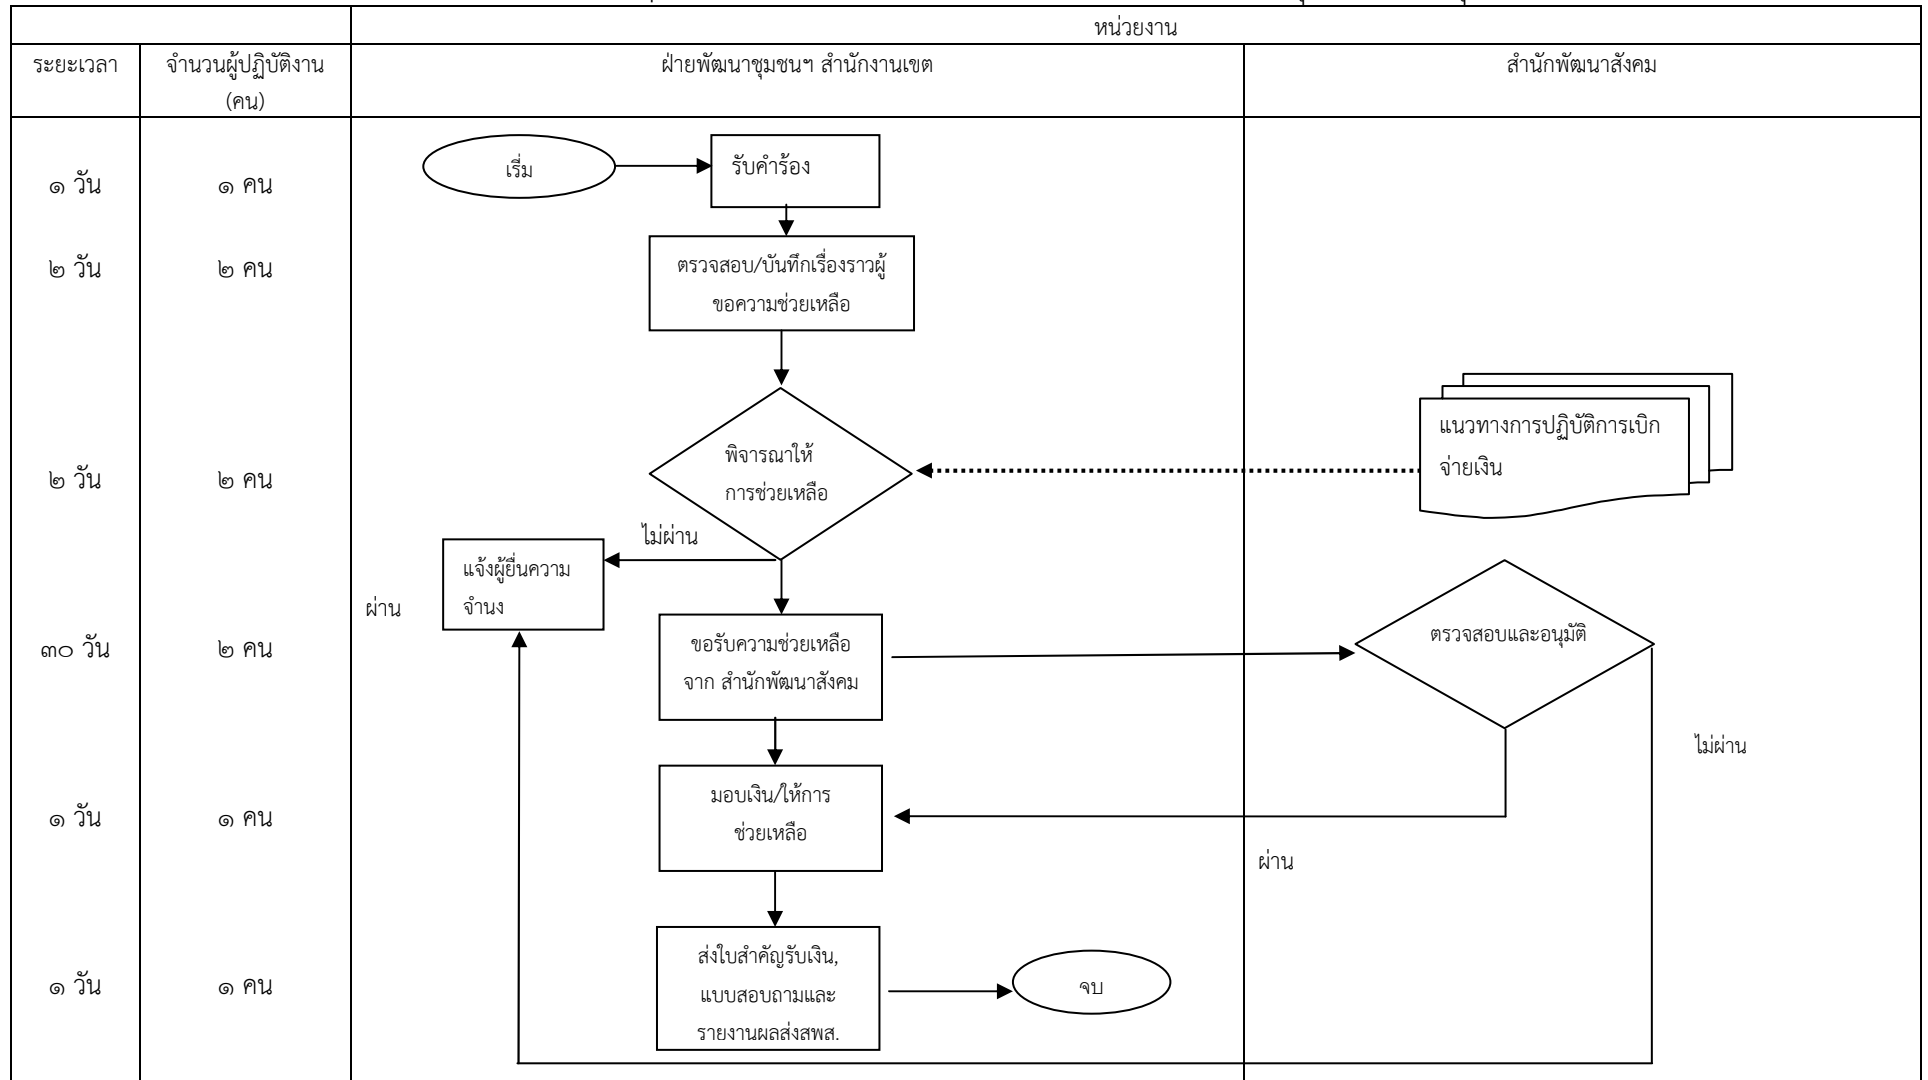 หน่วยงาน
ระยะเวลา
จำนวนผู้ปฏิบัติงาน
(คน)
ฝ่ายพัฒนาชุมชนฯ สำนักงานเขต
สำนักพัฒนาสังคม
เริ่ม
รับคำร้อง
๑ วัน
๑ คน
ตรวจสอบ/บันทึกเรื่องราวผู้
ขอความช่วยเหลือ
๒ วัน
๒ คน
แนวทางการปฏิบัติการเบิก
จ่ายเงิน
พิจารณาให้
การช่วยเหลือ
๒ วัน
๒ คน
ไม่ผ่าน
แจ้งผู้ยื่นความ
จำนง
ผ่าน
๓๐ วัน
๒ คน
ขอรับความช่วยเหลือ
จาก สำนักพัฒนาสังคม
ตรวจสอบและอนุมัติ
ไม่ผ่าน
๑ วัน
๑ คน
มอบเงิน/ให้การ
ช่วยเหลือ
ผ่าน
๑ วัน
๑ คน
ส่งใบสำคัญรับเงิน,
แบบสอบถามและ
รายงานผลส่งสพส.
จบ